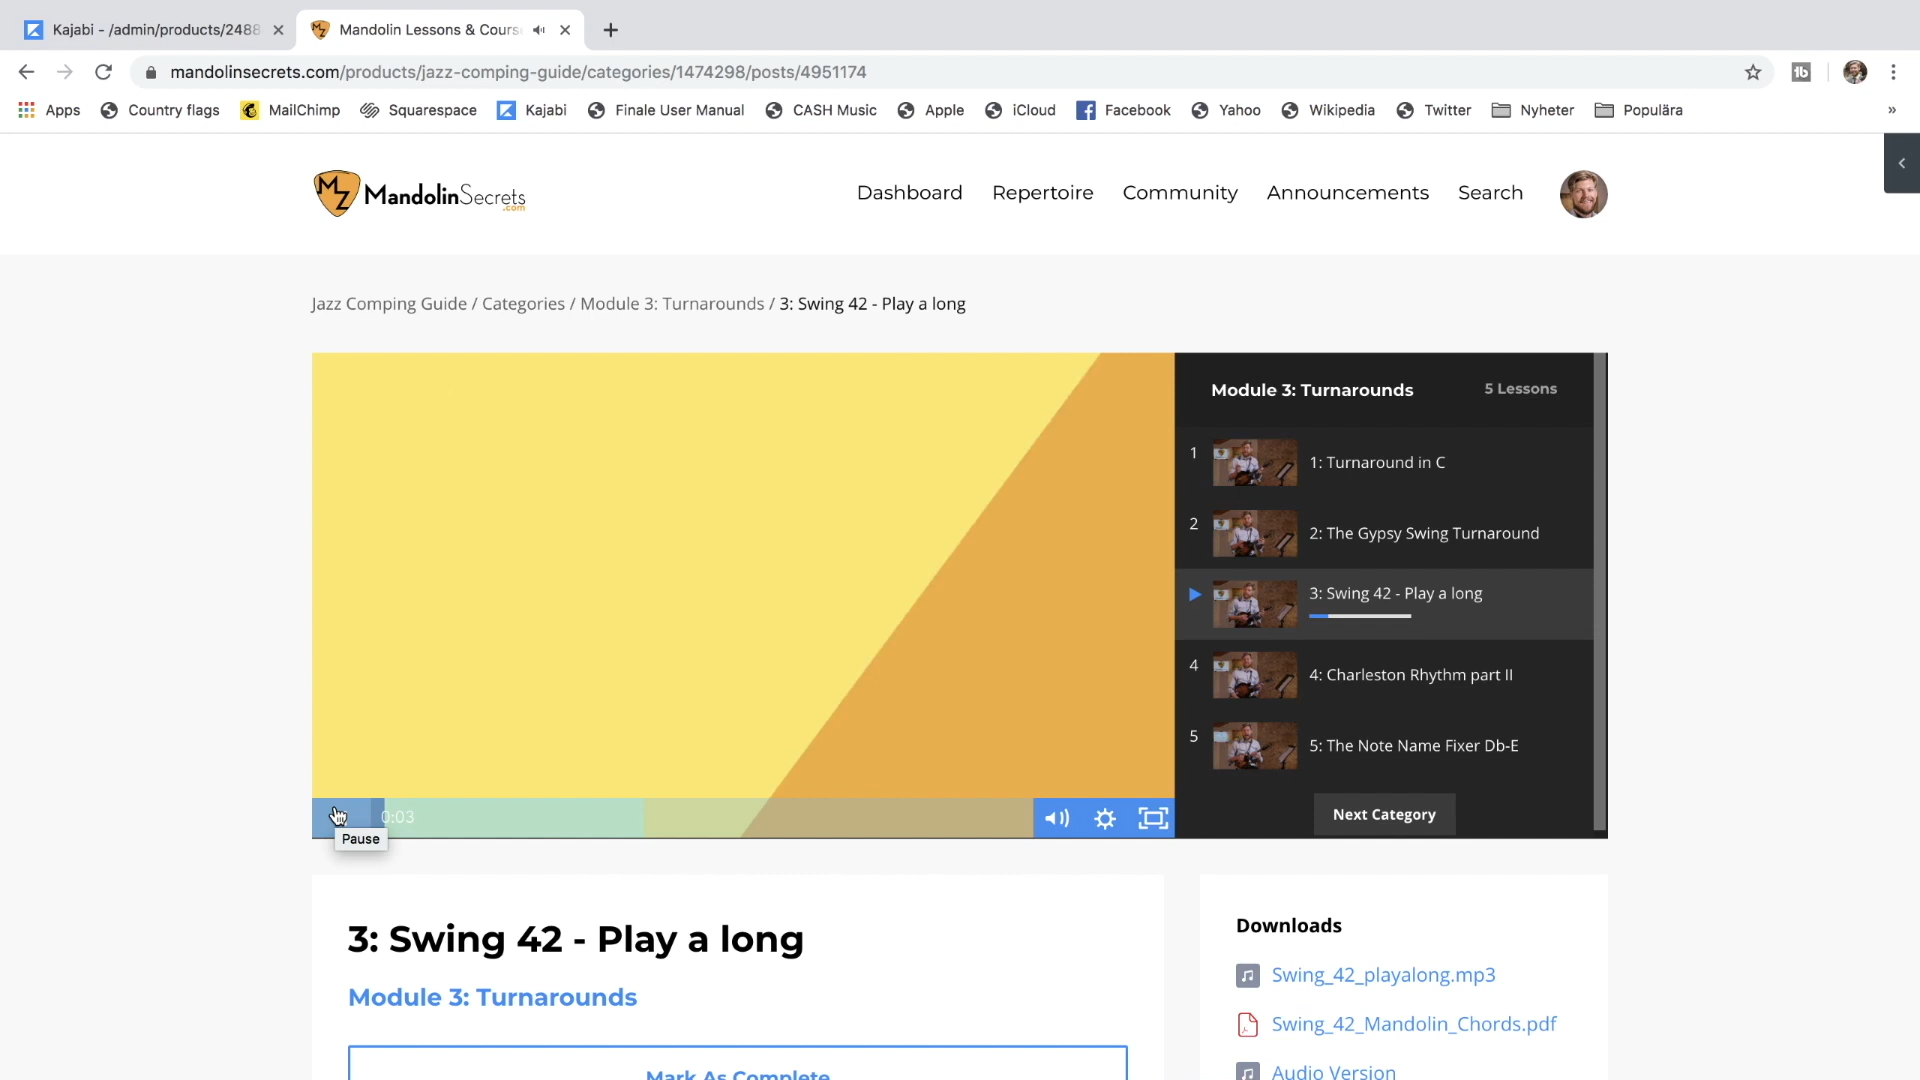 Kajabi - /admin/products/2488
Mandolin Lessons & Cours
mandolinsecrets.com/products/jazz-comping-guide/categories/1474298/posts/4951174
Apps Country flags MailChimp Squarespace Kajabi Finale User Manual CASH Music Apple iCloud Facebook Yahoo Wikipedia Twitter Nyheter Populära »
MZ MandolinSecrets .com
Dashboard Repertoire Community Announcements Search
Jazz Comping Guide / Categories / Module 3: Turnarounds / 3: Swing 42 - Play a long
Module 3: Turnarounds 5 Lessons
1 1: Turnaround in C
2 2: The Gypsy Swing Turnaround
3: Swing 42 - Play a long
4 4: Charleston Rhythm part II
5 5: The Note Name Fixer Db-E
Next Category
0:03
Pause
3: Swing 42 - Play a long
Module 3: Turnarounds
Mark As Complete
Downloads
Swing_42_playalong.mp3
Swing_42_Mandolin_Chords.pdf
Audio Version